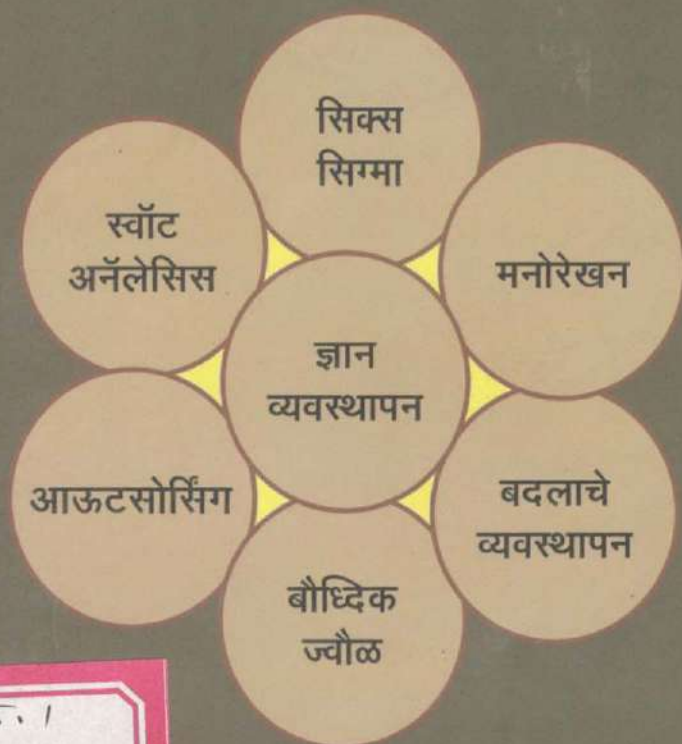 सिक्स
सिग्मा
स्वॉट
अनॅलेसिस
मनोरेखन
ज्ञान
व्यवस्थापन
आऊटसोर्सिंग
बदलाचे
व्यवस्थापन
बौध्दिक
ज्वौळ